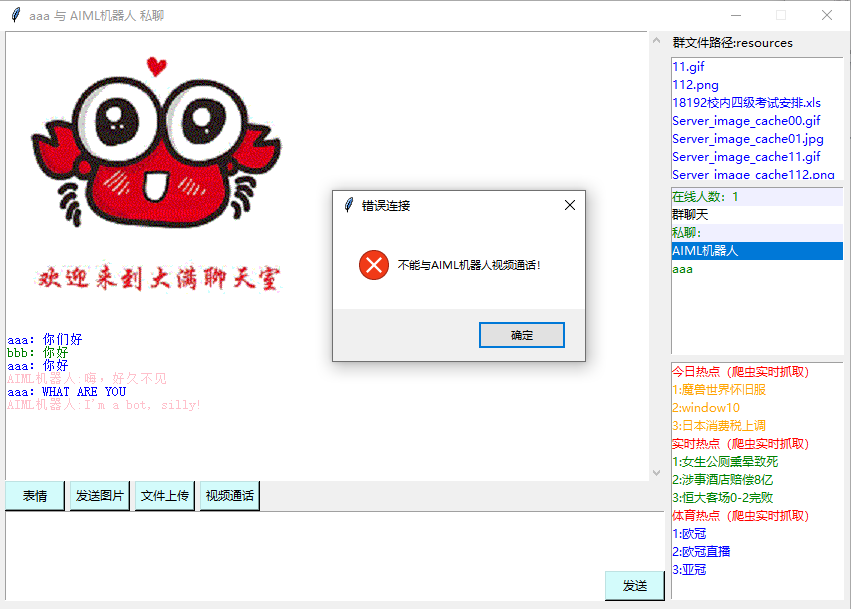 aaa 与 AIML机器人 私聊
欢迎来到大满聊天室
aaa: 你们好
bbb: 你好
aaa: 你好
AIML机器人:嗨，好久不见
aaa: WHAT ARE YOU
AIML机器人:I'm a bot, silly!
错误连接
不能与AIML机器人视频通话!
确定
表情
发送图片
文件上传
视频通话
发送
群文件路径:resources
11.gif
112.png
18192校内四级考试安排.xls
Server_image_cache00.gif
Server_image_cache01.jpg
Server_image_cache11.gif
Server_image_cache112.png
在线人数: 1
群聊天
私聊:
AIML机器人
aaa
今日热点（爬虫实时抓取）
1:魔兽世界怀旧服
2:window10
3:日本消费税上调
实时热点（爬虫实时抓取）
1:女生公厕熏晕致死
2:涉事酒店赔偿8亿
3:恒大客场0-2完败
体育热点（爬虫实时抓取）
1:欧冠
2:欧冠直播
3:亚冠